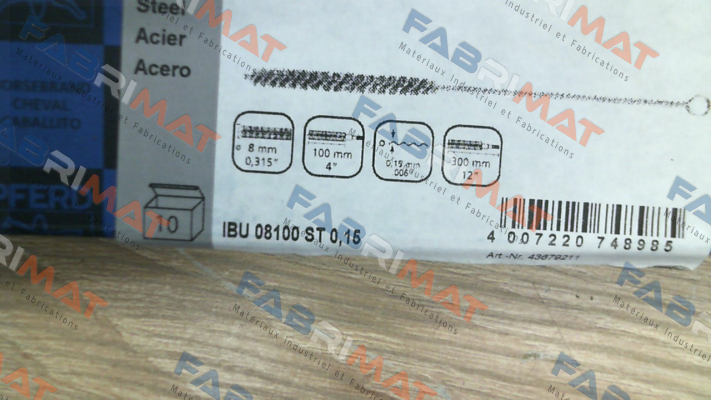 Steel
Acier
Acero
HORSEBRAND
CHEVAL
CABALLITO
PFERD
8 mm
0,315"
100 mm
4"
0,15 mm
.006"
300 mm
12"
10
IBU 08100 ST 0,15
4 007220 748985
Art.-Nr. 43679211
FABRIMAT
Matériaux Industriel et Fabrications